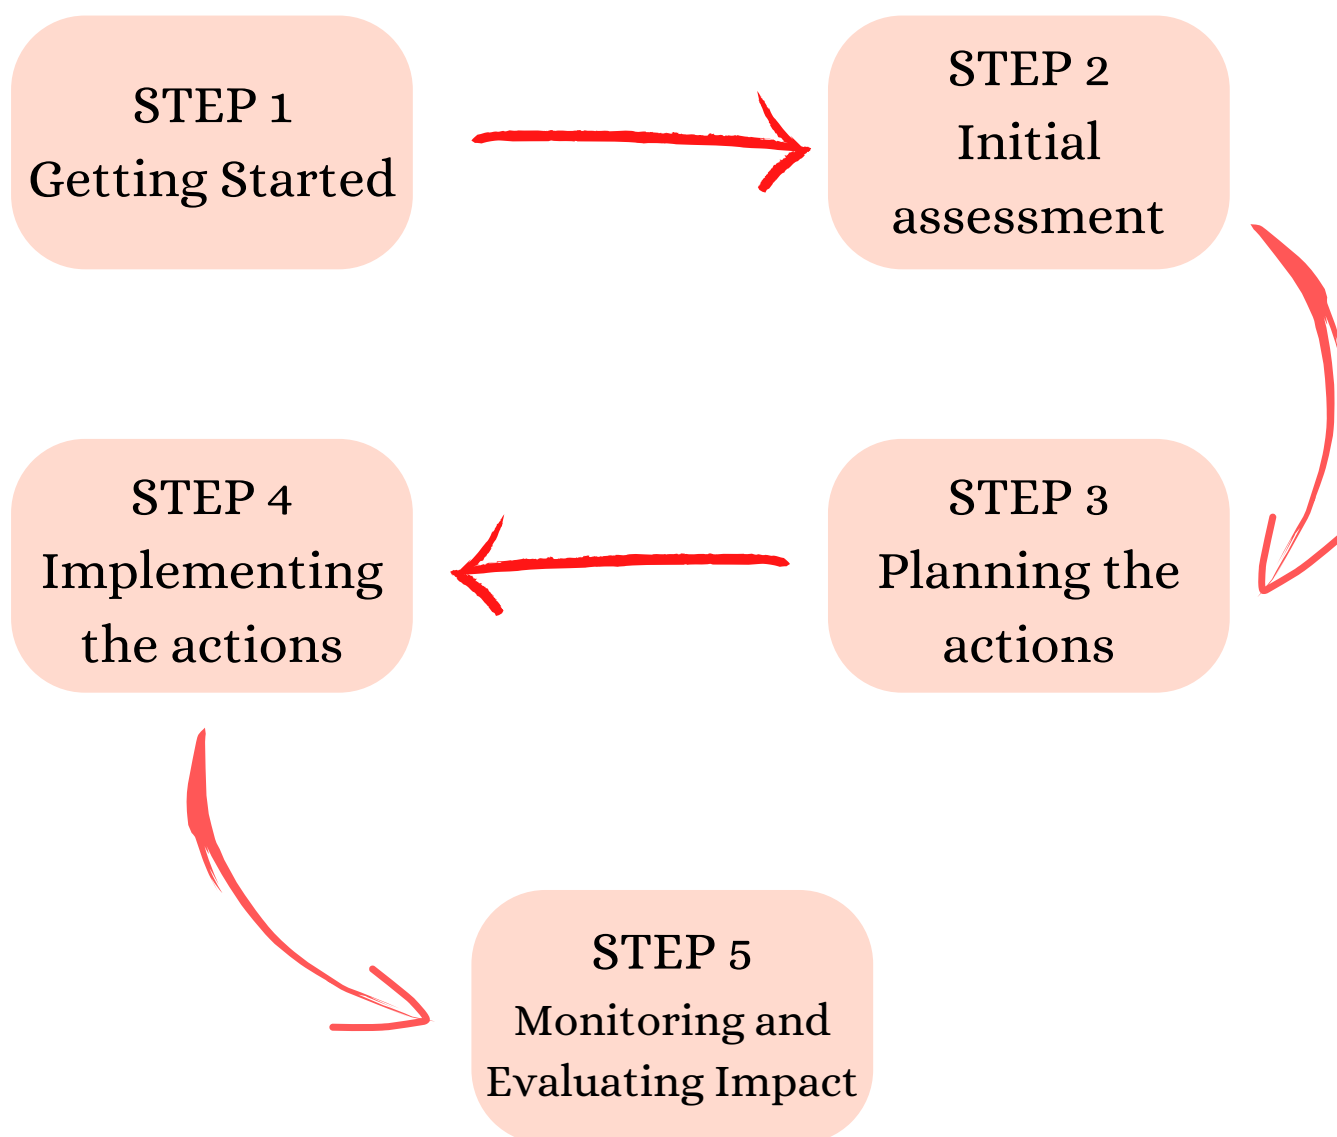 STEP 1
Getting Started
STEP 2
Initial
assessment
STEP 3
Planning the
actions
STEP 4
Implementing
the actions
STEP 5
Monitoring and
Evaluating Impact